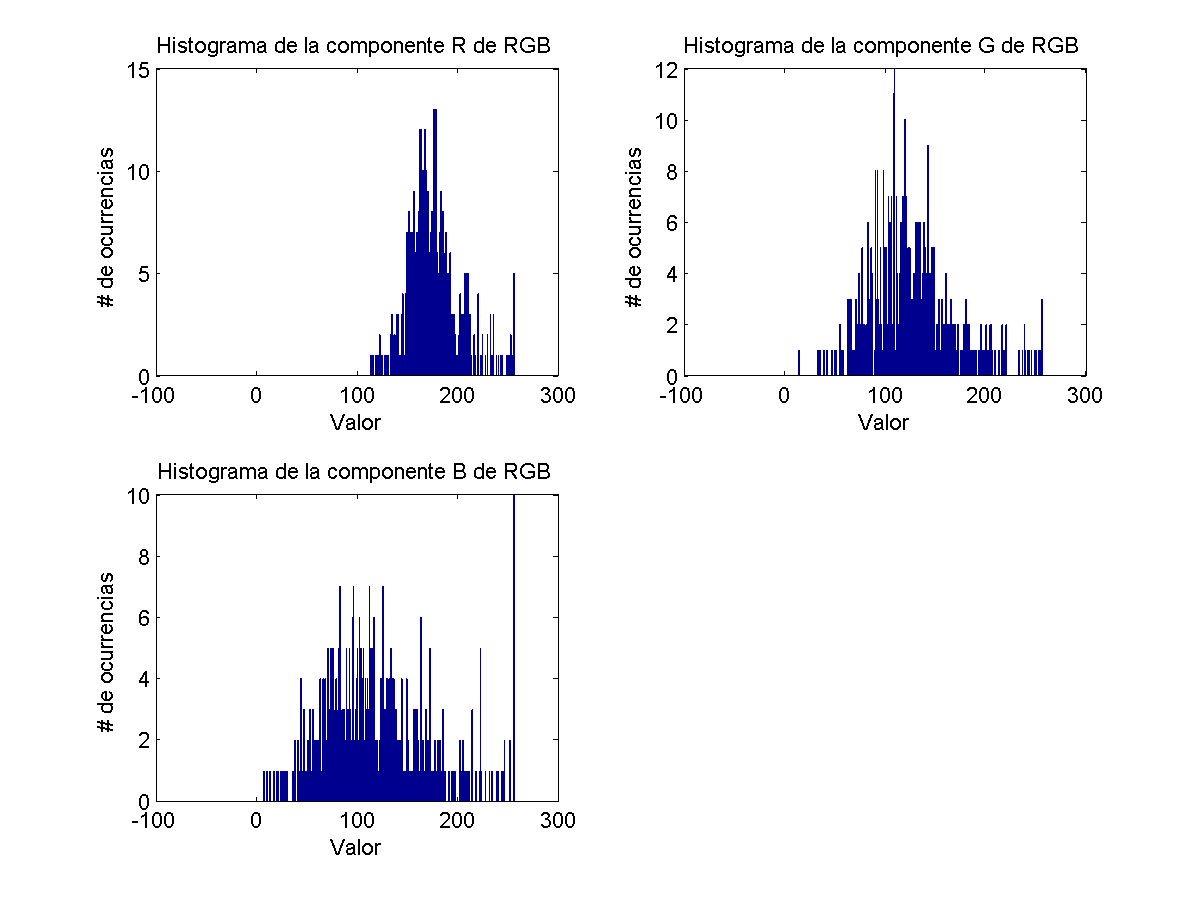 Histograma de la componente R de RGB
15
10
5
0
-100 0 100 200 300
# de ocurrencias
Valor
Histograma de la componente G de RGB
12
10
8
6
4
2
0
-100 0 100 200 300
# de ocurrencias
Valor
Histograma de la componente B de RGB
10
8
6
4
2
0
-100 0 100 200 300
# de ocurrencias
Valor